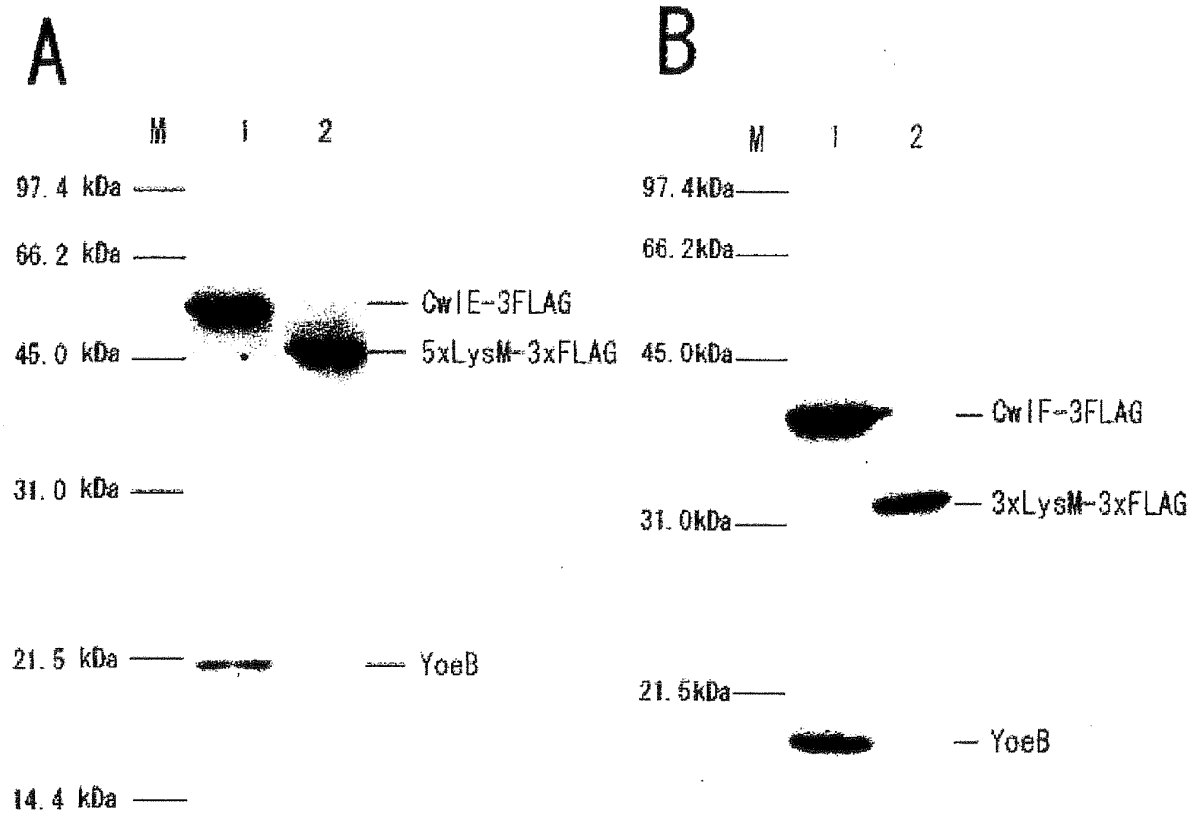 A
M 1 2
97.4 kDa
66.2 kDa
CwlE-3FLAG
45.0 kDa
5xLysM-3xFLAG
31.0 kDa
21.5 kDa
YoeB
14.4 kDa
B
M 1 2
97.4kDa
66.2kDa
45.0kDa
CwlF-3FLAG
3xLysM-3xFLAG
31.0kDa
21.5kDa
YoeB